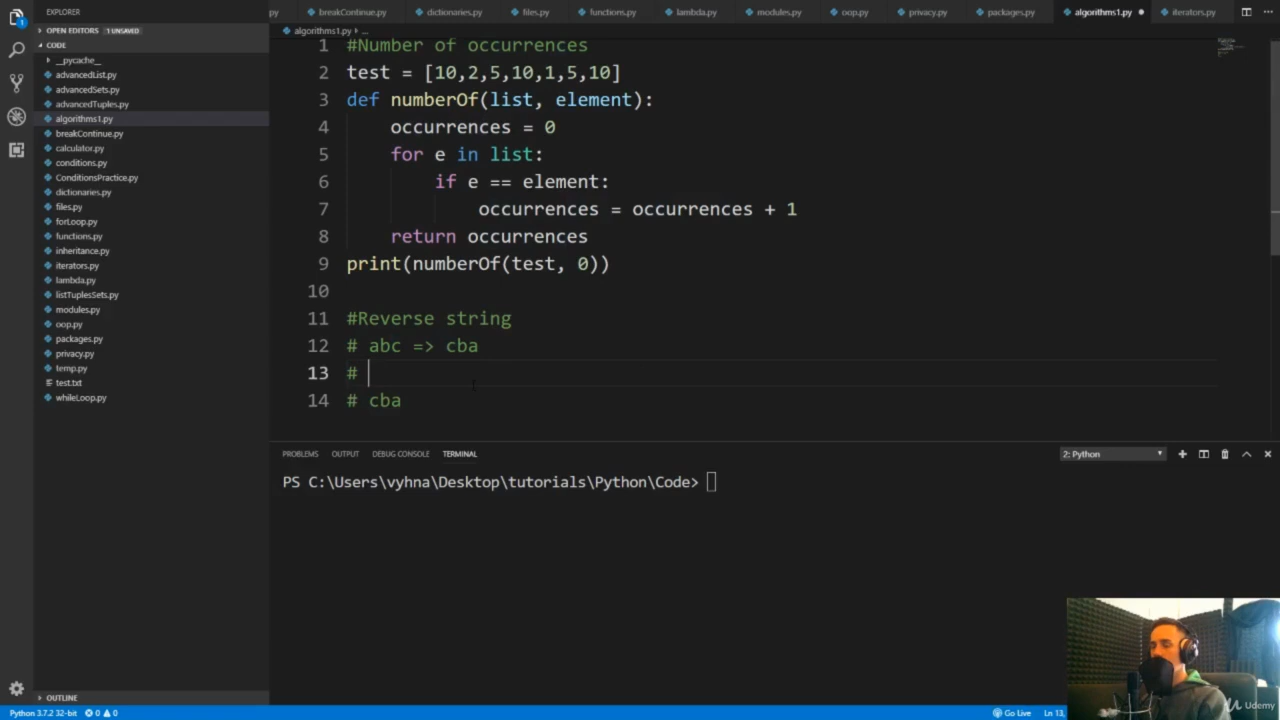 EXPLORER
py
breakContinue.py
dictionaries.py
files.py
functions.py
lambda.py
modules.py
oop.py
privacy.py
packages.py
algorithms1.py
iterators.py
OPEN EDITORS 1 UNSAVED
algorithms1.py > ...
CODE
__pycache__
advancedList.py
advancedSets.py
advancedTuples.py
algorithms1.py
breakContinue.py
calculator.py
conditions.py
ConditionsPractice.py
dictionaries.py
files.py
forLoop.py
functions.py
inheritance.py
iterators.py
lambda.py
listTuplesSets.py
modules.py
oop.py
packages.py
privacy.py
temp.py
test.txt
whileLoop.py
OUTLINE
1 #Number of occurrences
2 test = [10,2,5,10,1,5,10]
3 def numberOf(list, element):
4 occurrences = 0
5 for e in list:
6 if e == element:
7 occurrences = occurrences + 1
8 return occurrences
9 print(numberOf(test, 0))
10
11 #Reverse string
12 # abc => cba
13 #
14 # cba
PROBLEMS OUTPUT DEBUG CONSOLE TERMINAL
2: Python
PS C:\Users\vyhna\Desktop\tutorials\Python\Code>
Udemy
Python 3.7.2 32-bit 0 0
Go Live Ln 13,